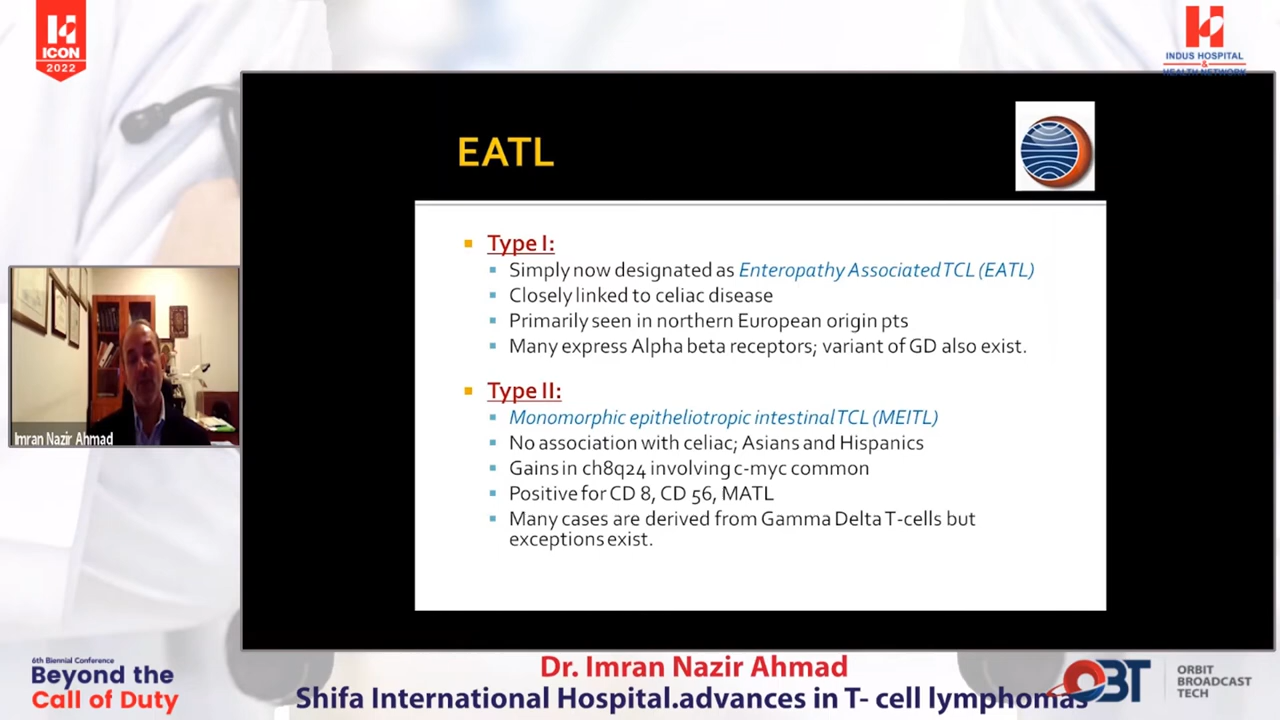 ICON
2022
INDUS HOSPITAL
&
HEALTH NETWORK
EATL
Type I:
Simply now designated as Enteropathy Associated TCL (EATL)
Closely linked to celiac disease
Primarily seen in northern European origin pts
Many express Alpha beta receptors; variant of GD also exist.
Type II:
Monomorphic epitheliotropic intestinal TCL (MEITL)
No association with celiac; Asians and Hispanics
Gains in ch8q24 involving c-myc common
Positive for CD 8, CD 56, MATL
Many cases are derived from Gamma Delta T-cells but
exceptions exist.
Imran Nazir Ahmad
6th Biennial Conference
Beyond the
Call of Duty
Dr. Imran Nazir Ahmad
Shifa International Hospital.advances in T- cell lymphomas
OBT
ORBIT
BROADCAST
TECH